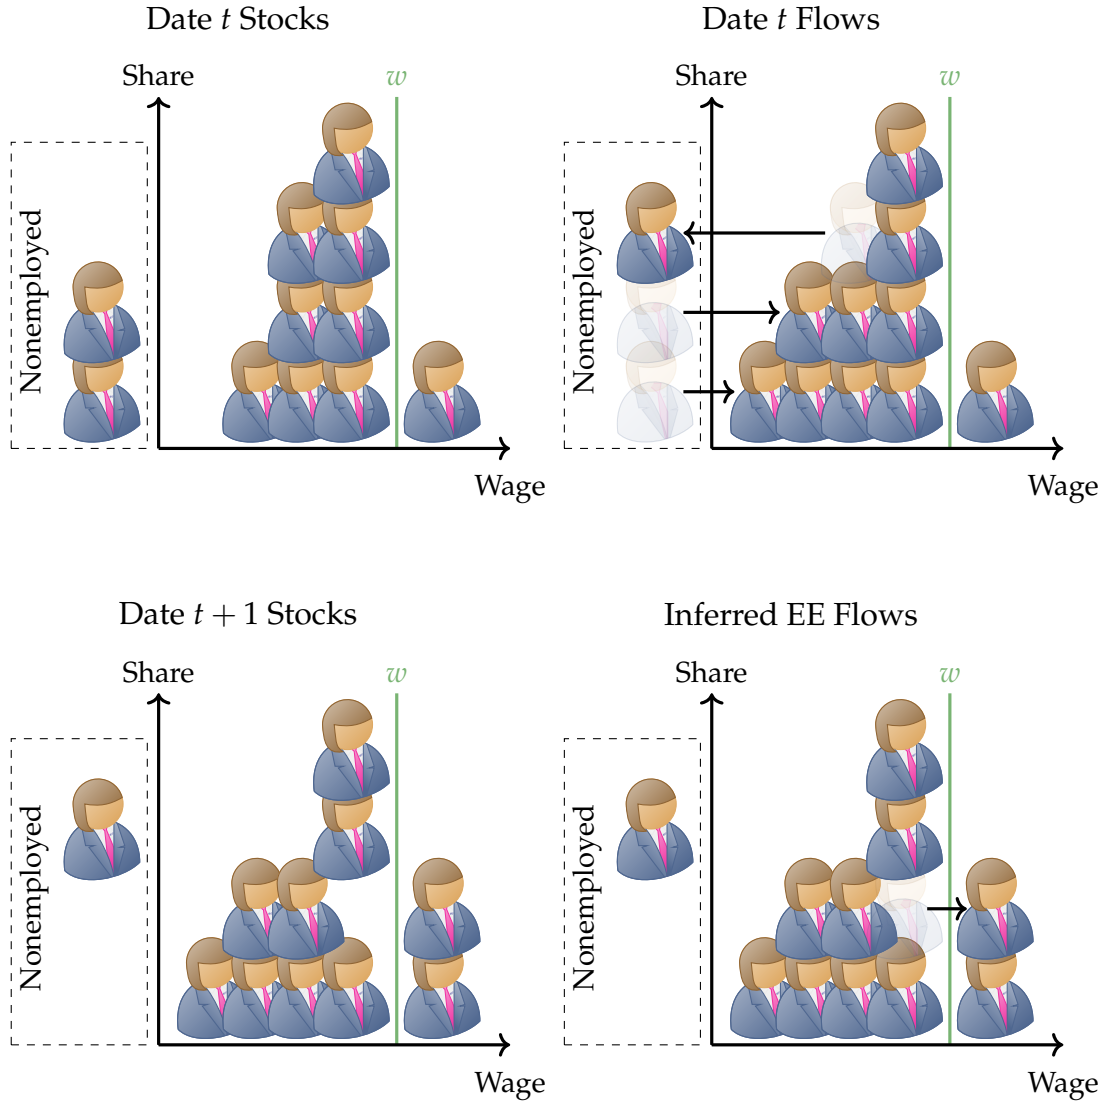 Date t Stocks
Share
w
Nonemployed
Wage
Date t Flows
Share
w
Nonemployed
Wage
Date t + 1 Stocks
Share
w
Nonemployed
Wage
Inferred EE Flows
Share
w
Nonemployed
Wage